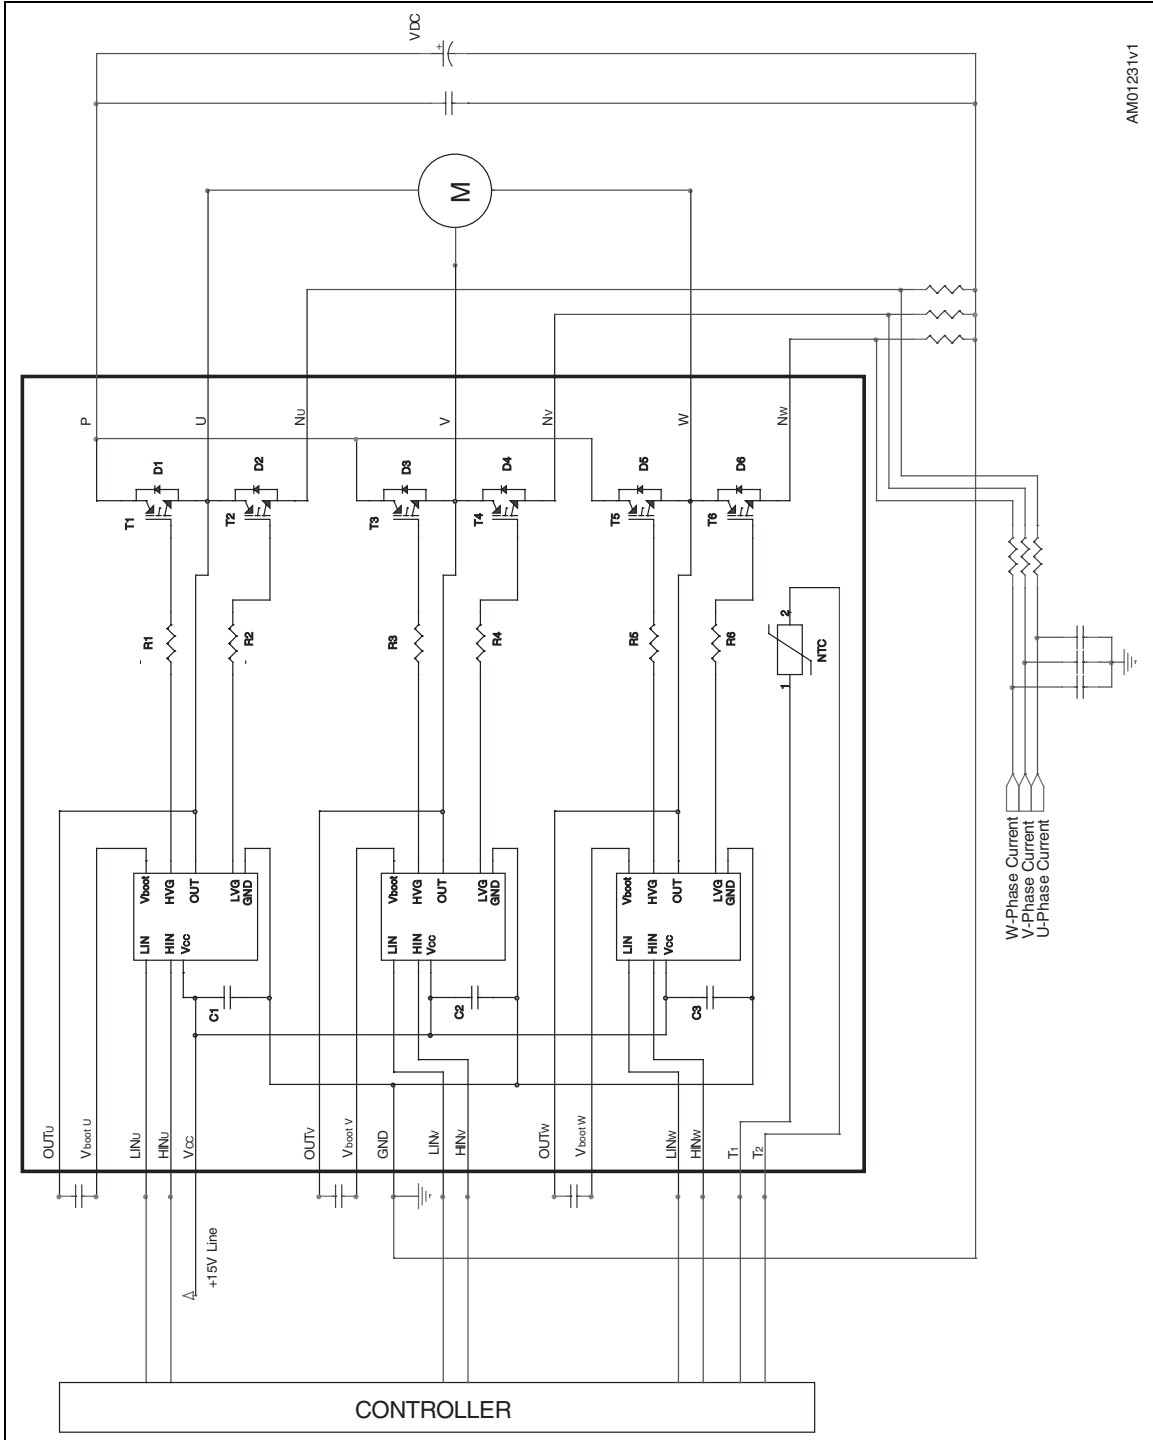 VDC
+
AM01231v1
M
P
U
NU
V
NV
W
NW
D1
D2
D3
D4
D5
D6
T1
T2
T3
T4
T5
T6
R1
R2
R3
R4
R5
R6
2
NTC
1
Vboot
HVG
OUT
LVG
GND
LIN
HIN
Vcc
Vboot
HVG
OUT
LVG
GND
LIN
HIN
Vcc
Vboot
HVG
OUT
LVG
GND
LIN
HIN
Vcc
C1
C2
C3
W-Phase Current
V-Phase Current
U-Phase Current
OUTU
Vboot U
LINU
HINU
VCC
OUTV
Vboot V
GND
LINV
HINV
OUTW
Vboot W
LINW
HINW
T1
T2
+15V Line
CONTROLLER